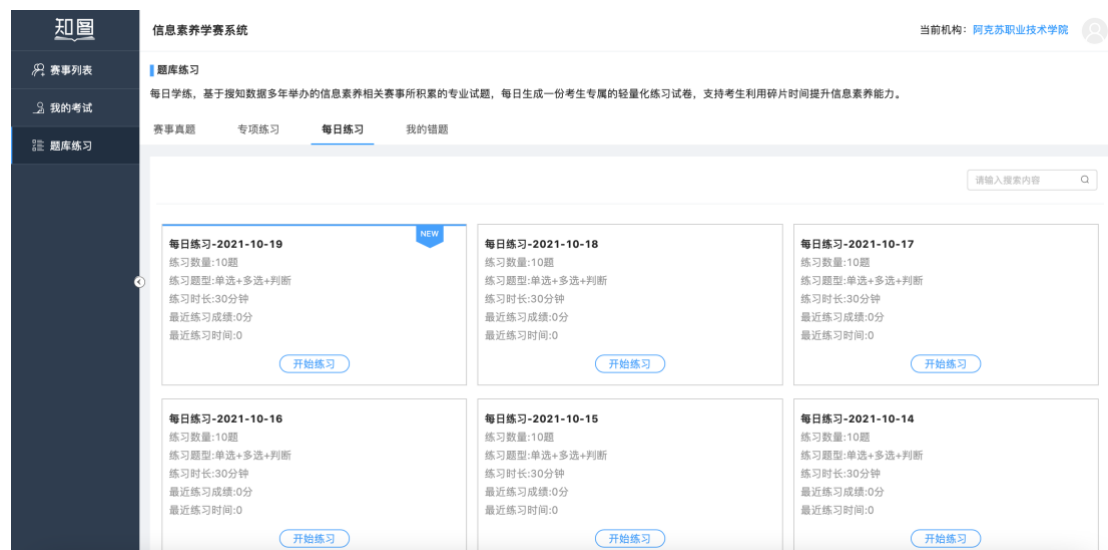 知圖
信息素养学赛系统
当前机构：阿克苏职业技术学院
赛事列表
我的考试
题库练习
题库练习
每日学练，基于搜知数据多年举办的信息素养相关赛事所积累的专业试题，每日生成一份考生专属的轻量化练习试卷，支持考生利用碎片时间提升信息素养能力。
赛事真题 专项练习 每日练习 我的错题
请输入搜索内容
每日练习-2021-10-19
NEW
练习数量:10题
练习题型:单选+多选+判断
练习时长:30分钟
最近练习成绩:0分
最近练习时间:0
开始练习
每日练习-2021-10-18
练习数量:10题
练习题型:单选+多选+判断
练习时长:30分钟
最近练习成绩:0分
最近练习时间:0
开始练习
每日练习-2021-10-17
练习数量:10题
练习题型:单选+多选+判断
练习时长:30分钟
最近练习成绩:0分
最近练习时间:0
开始练习
每日练习-2021-10-16
练习数量:10题
练习题型:单选+多选+判断
练习时长:30分钟
最近练习成绩:0分
最近练习时间:0
开始练习
每日练习-2021-10-15
练习数量:10题
练习题型:单选+多选+判断
练习时长:30分钟
最近练习成绩:0分
最近练习时间:0
开始练习
每日练习-2021-10-14
练习数量:10题
练习题型:单选+多选+判断
练习时长:30分钟
最近练习成绩:0分
最近练习时间:0
开始练习